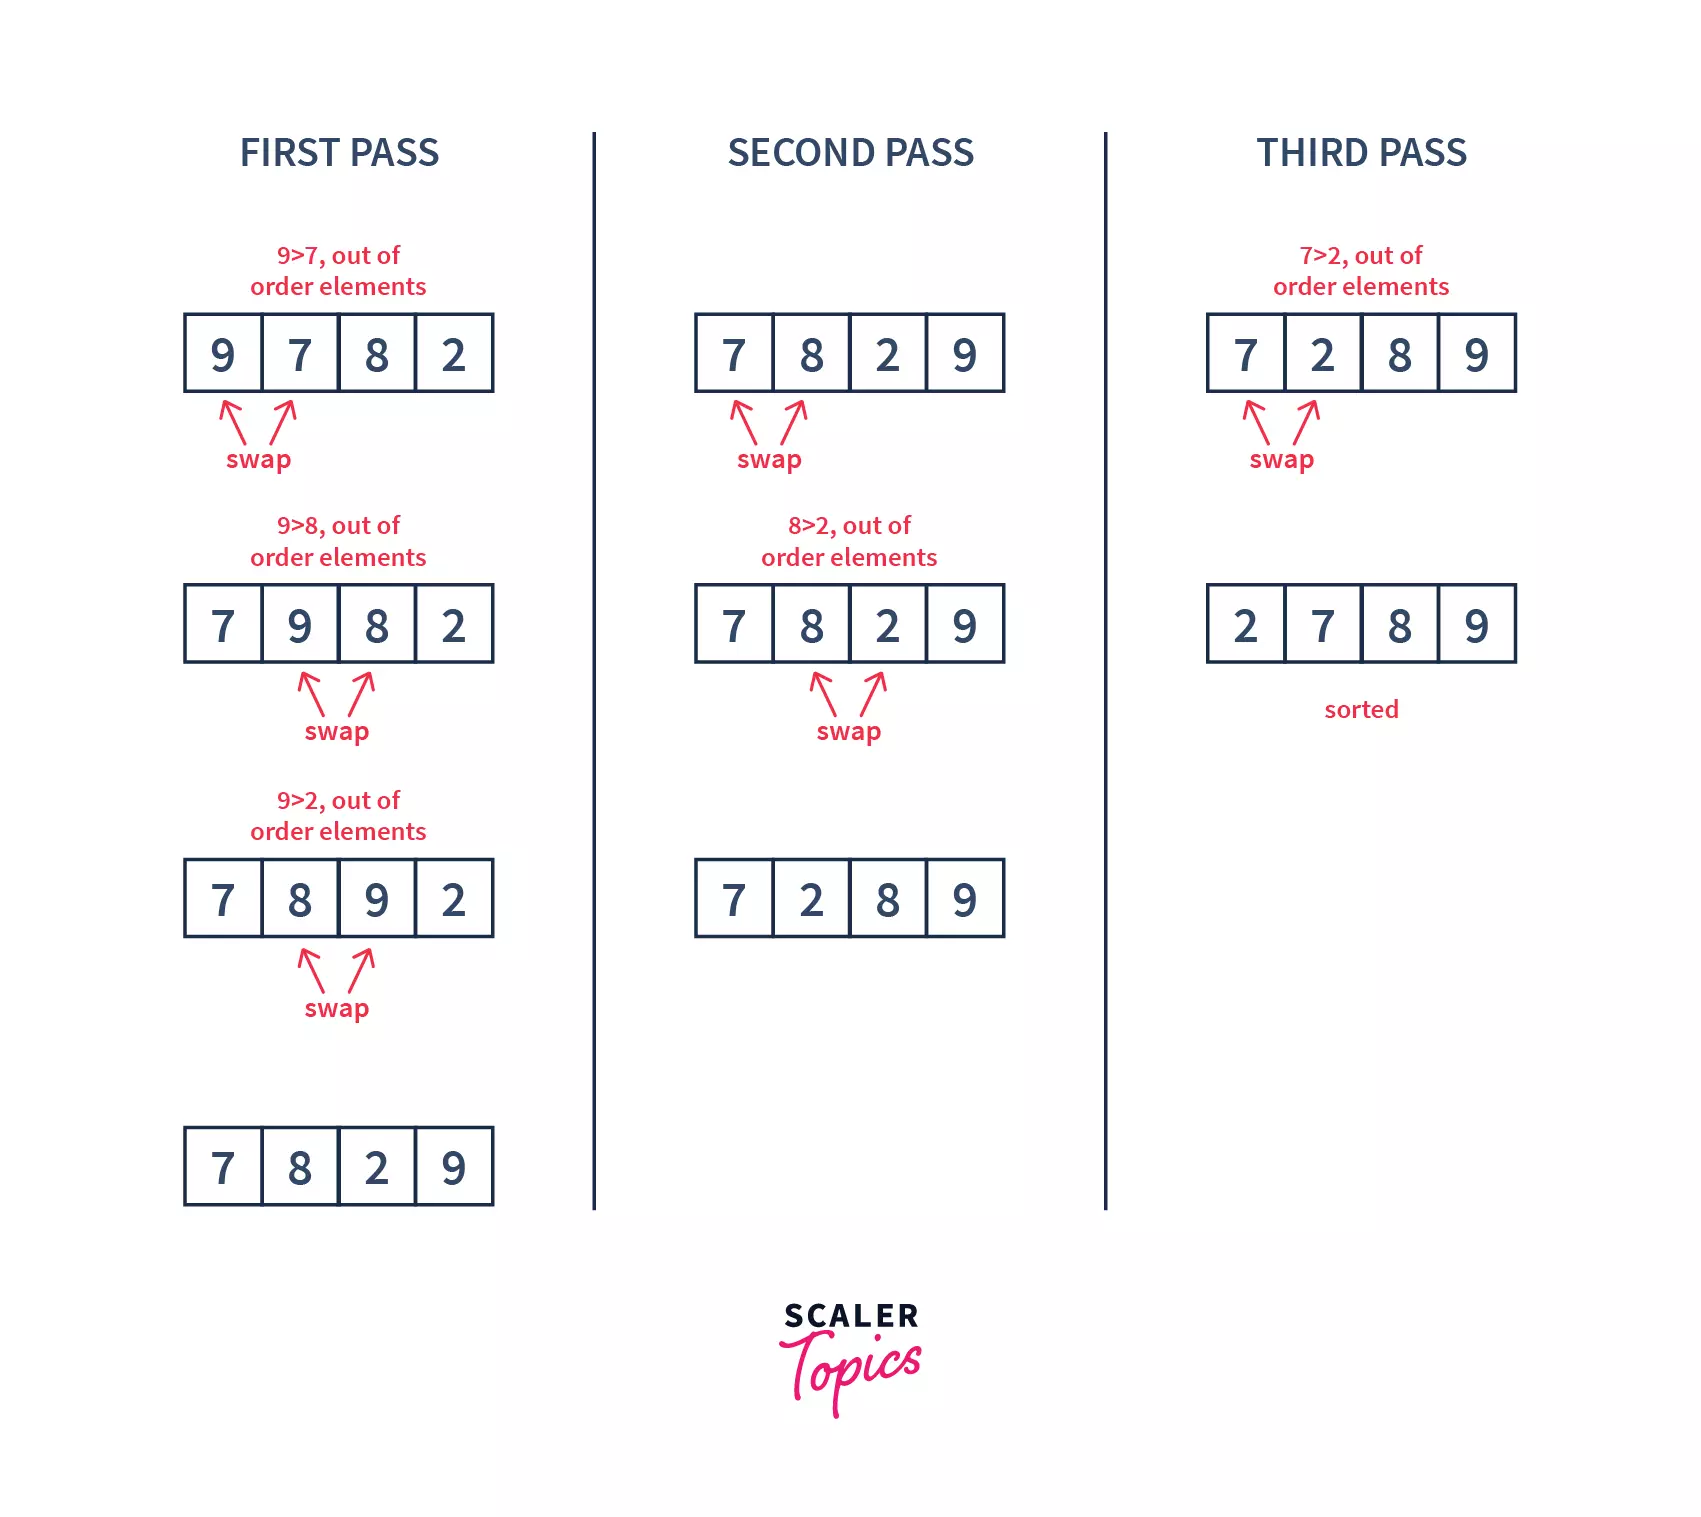 FIRST PASS
9>7, out of
order elements
9 7 8 2
swap
9>8, out of
order elements
7 9 8 2
swap
9>2, out of
order elements
7 8 9 2
swap
7 8 2 9
SECOND PASS
7 8 2 9
swap
8>2, out of
order elements
7 8 2 9
swap
7 2 8 9
THIRD PASS
7>2, out of
order elements
7 2 8 9
swap
2 7 8 9
sorted
SCALER
Topics